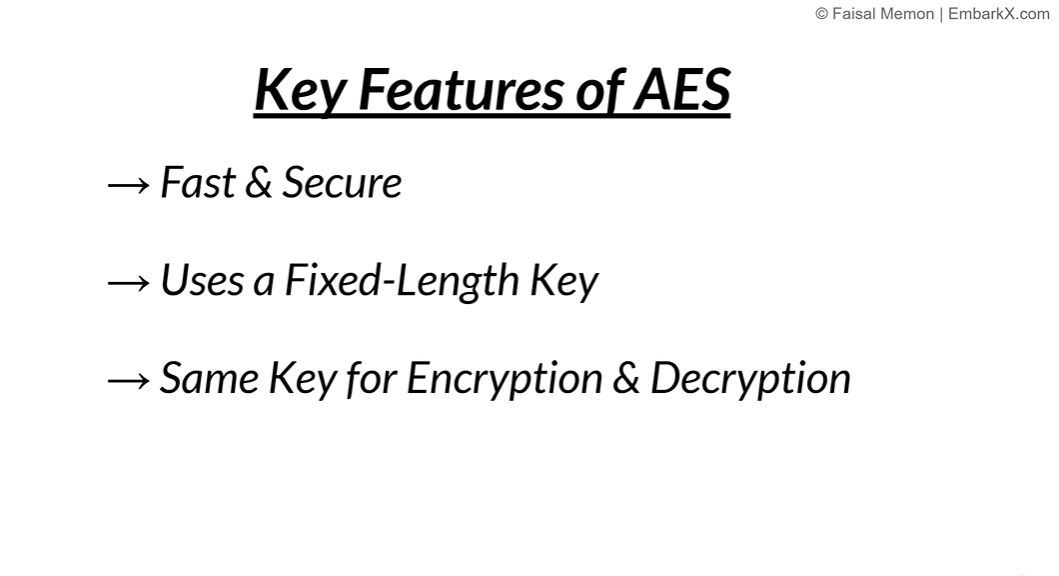 © Faisal Memon | EmbarkX.com
Key Features of AES
→ Fast & Secure
→ Uses a Fixed-Length Key
→ Same Key for Encryption & Decryption